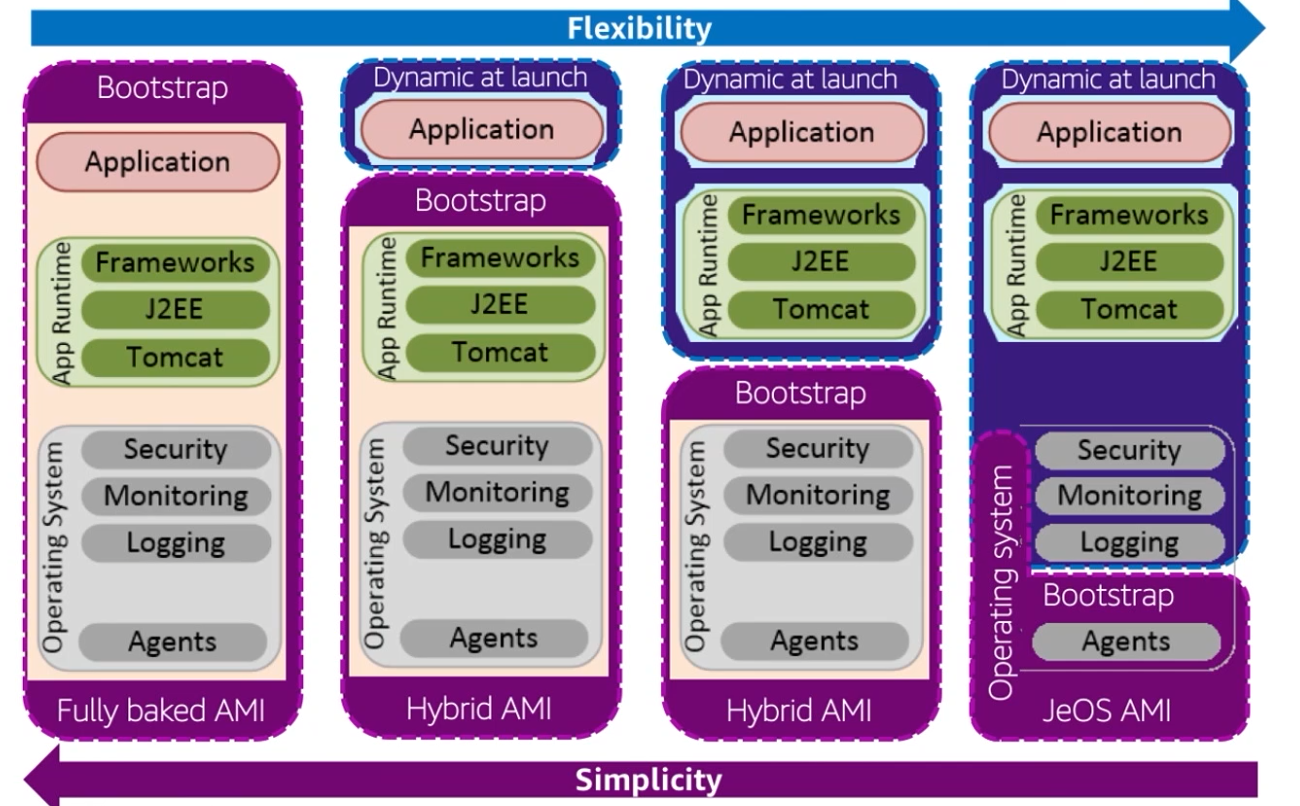 Flexibility
Bootstrap
Application
App Runtime
Frameworks
J2EE
Tomcat
Operating System
Security
Monitoring
Logging
Agents
Fully baked AMI
Dynamic at launch
Application
Bootstrap
App Runtime
Frameworks
J2EE
Tomcat
Operating System
Security
Monitoring
Logging
Agents
Hybrid AMI
Dynamic at launch
Application
App Runtime
Frameworks
J2EE
Tomcat
Bootstrap
Operating System
Security
Monitoring
Logging
Agents
Hybrid AMI
Dynamic at launch
Application
App Runtime
Frameworks
J2EE
Tomcat
Operating system
Security
Monitoring
Logging
Bootstrap
Agents
JeOS AMI
Simplicity